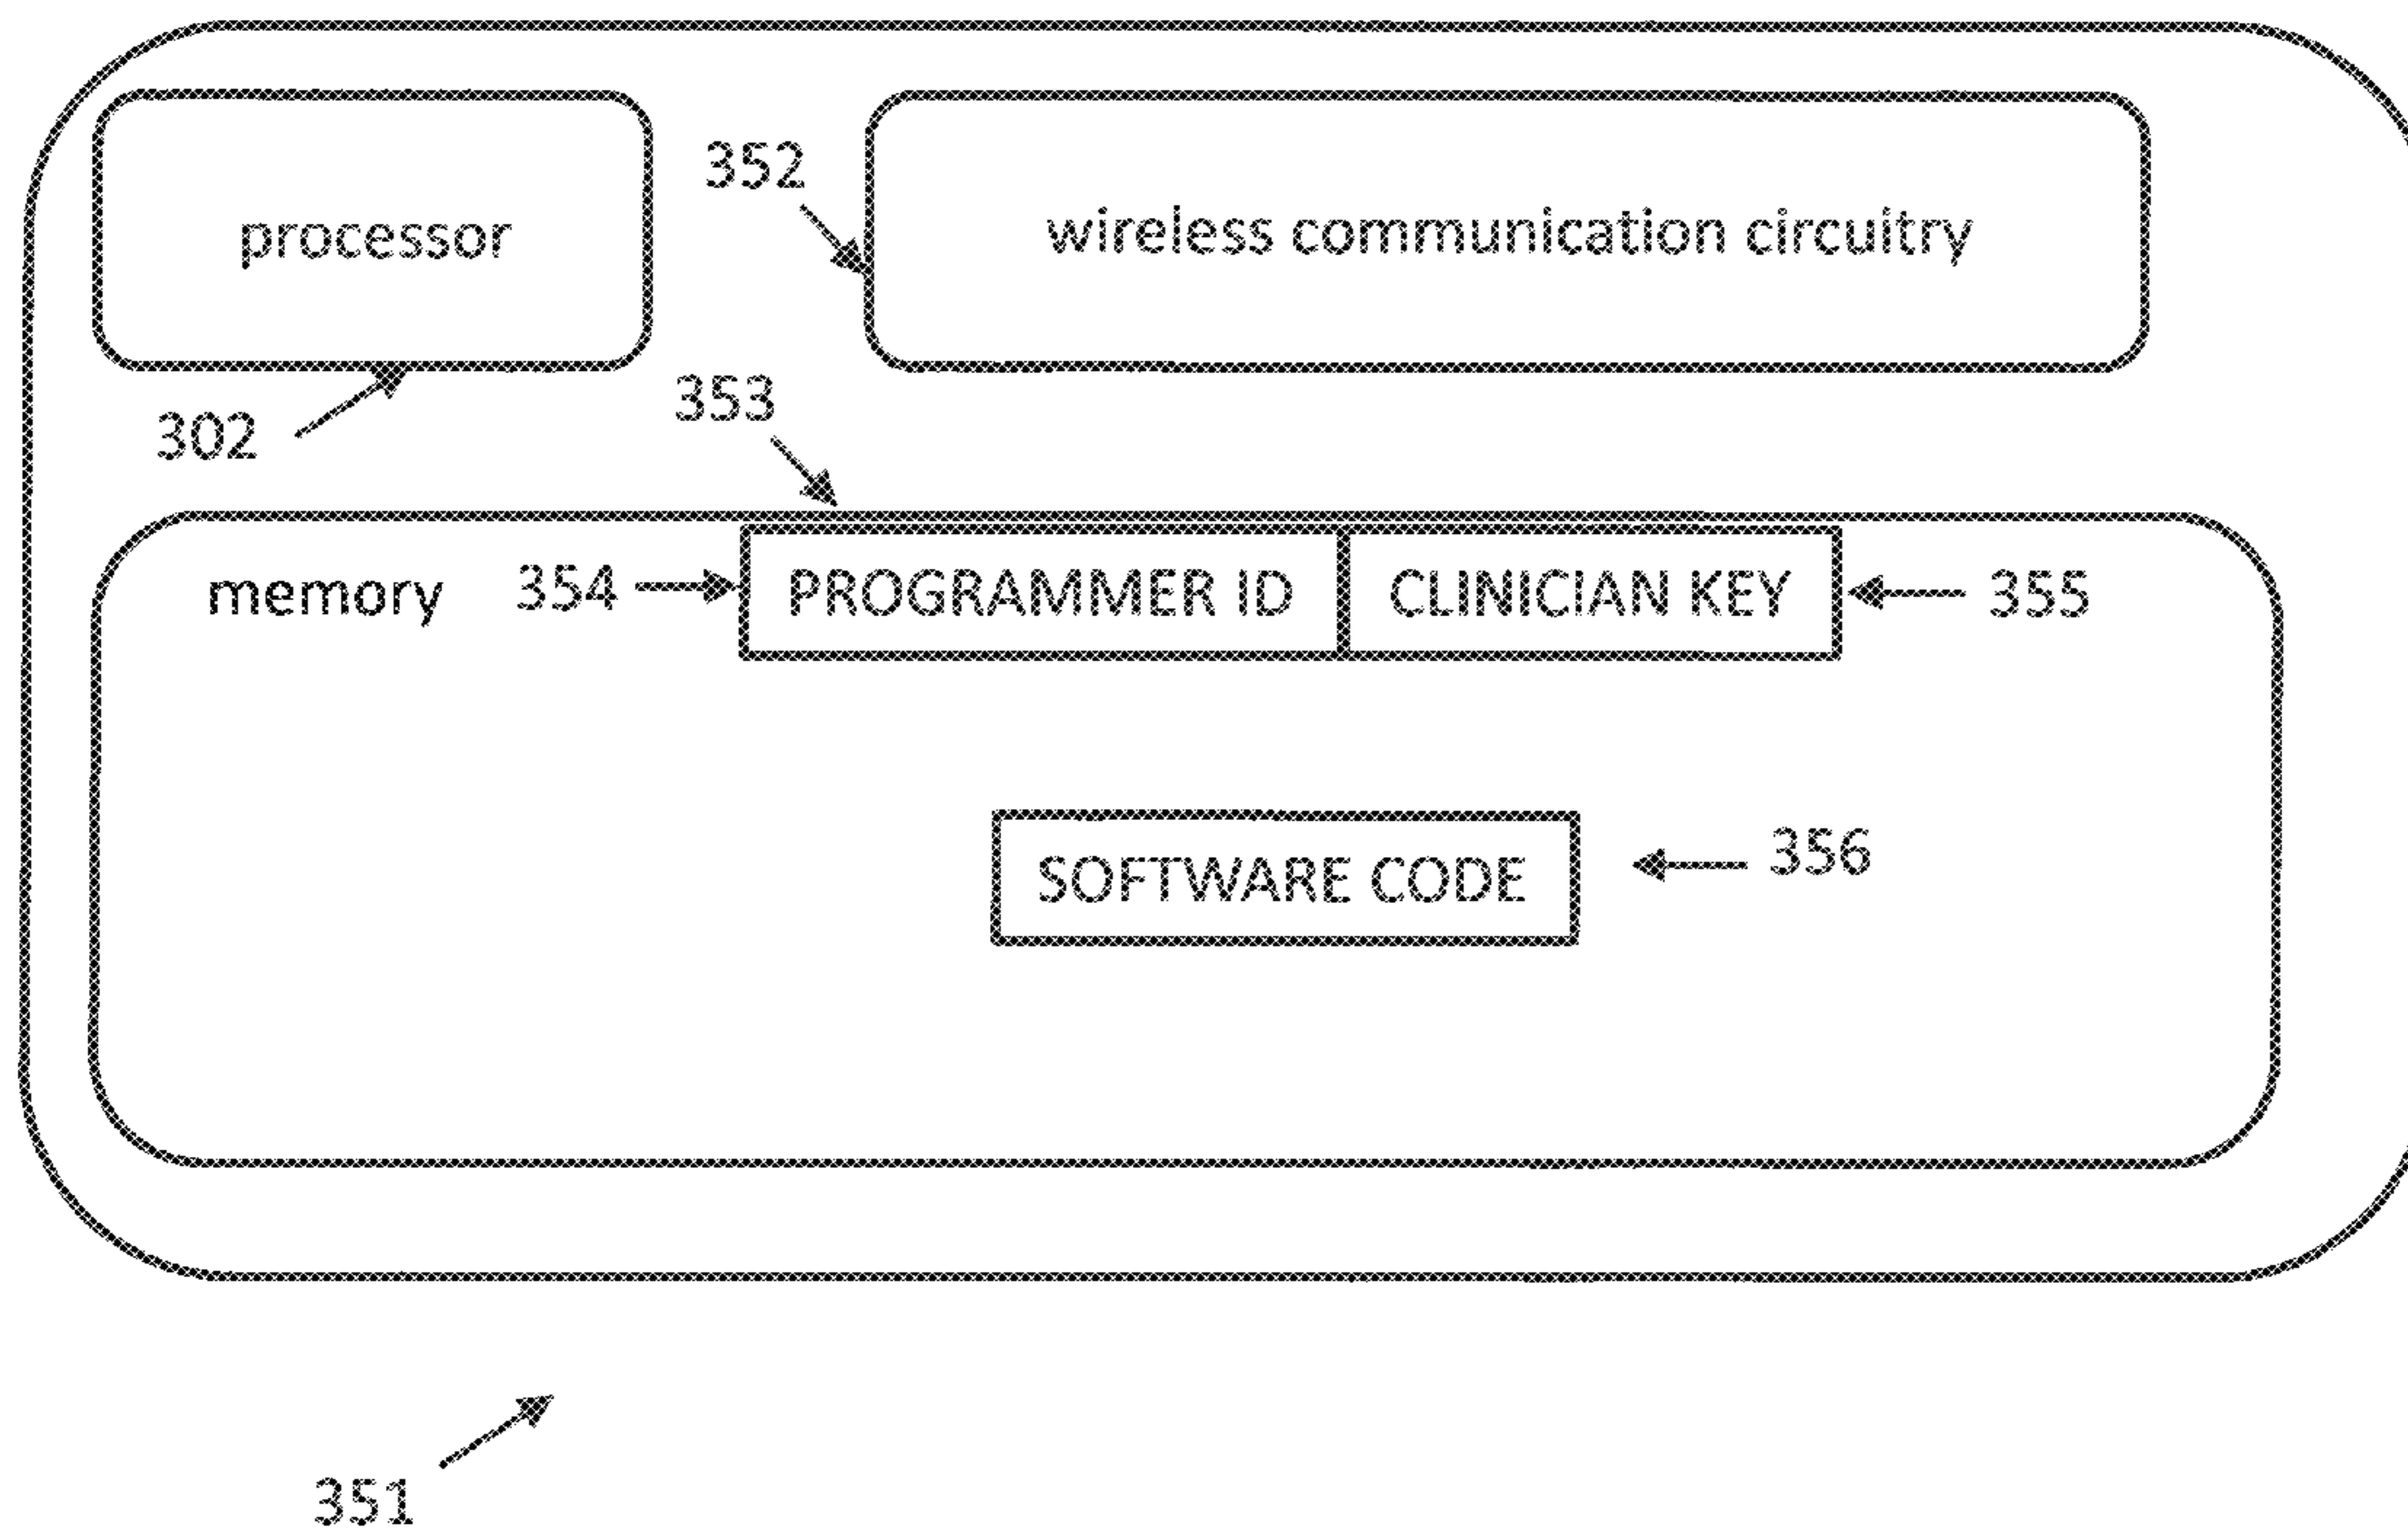 352
processor
wireless communication circuitry
353
302
memory
354
PROGRAMMER ID
CLINICIAN KEY
355
SOFTWARE CODE
356
351